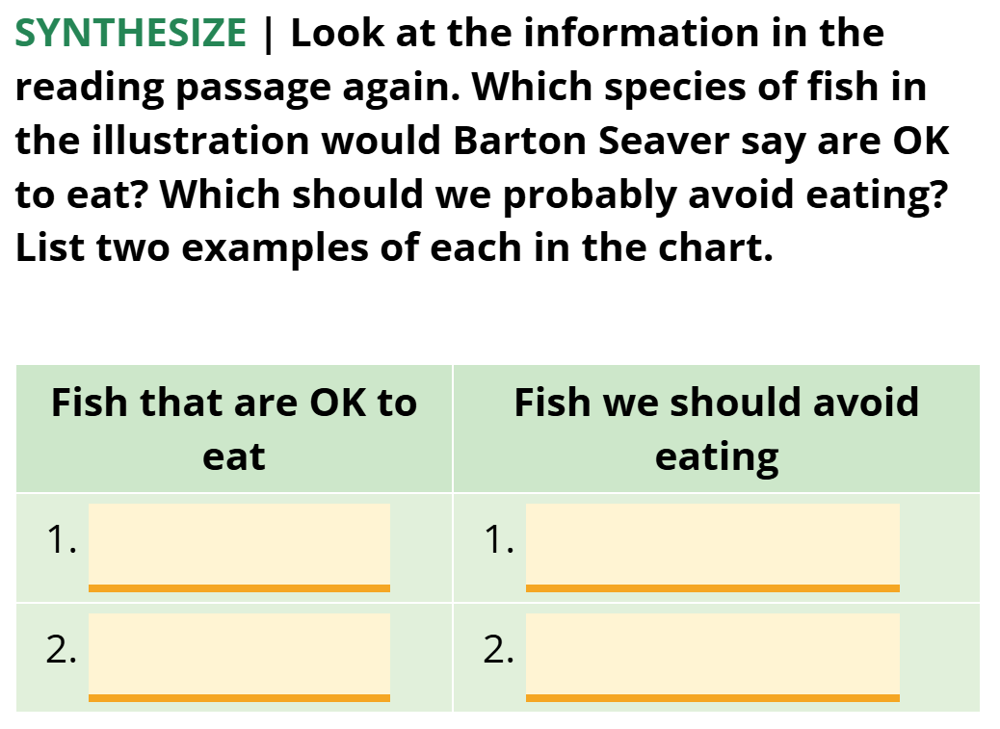 SYNTHESIZE | Look at the information in the
reading passage again. Which species of fish in
the illustration would Barton Seaver say are OK
to eat? Which should we probably avoid eating?
List two examples of each in the chart.
Fish that are OK to
eat
Fish we should avoid
eating
1.
1.
2.
2.